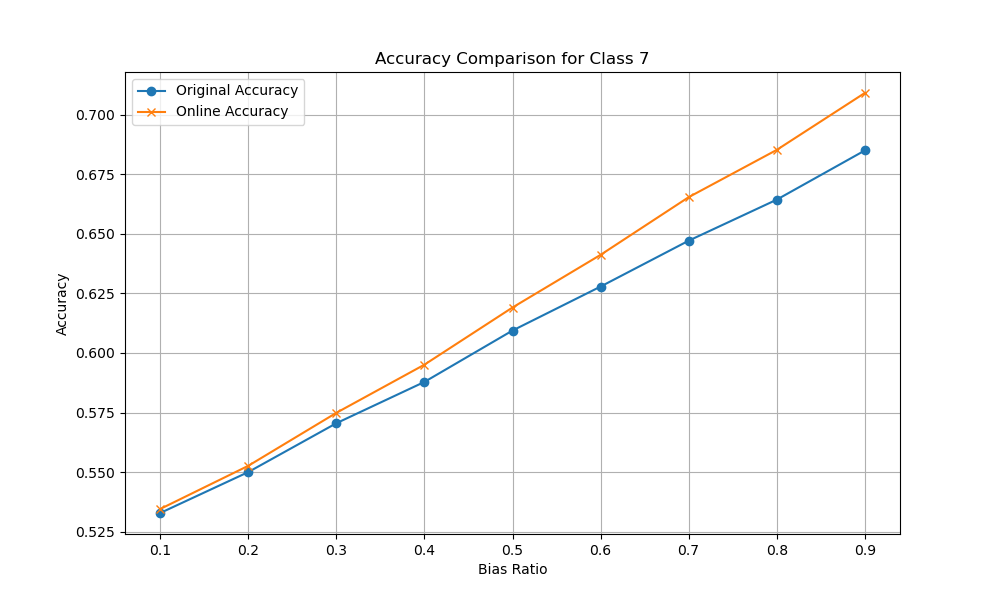 Accuracy Comparison for Class 7
Original Accuracy
Online Accuracy
Accuracy
0.700
0.675
0.650
0.625
0.600
0.575
0.550
0.525
0.1 0.2 0.3 0.4 0.5 0.6 0.7 0.8 0.9
Bias Ratio